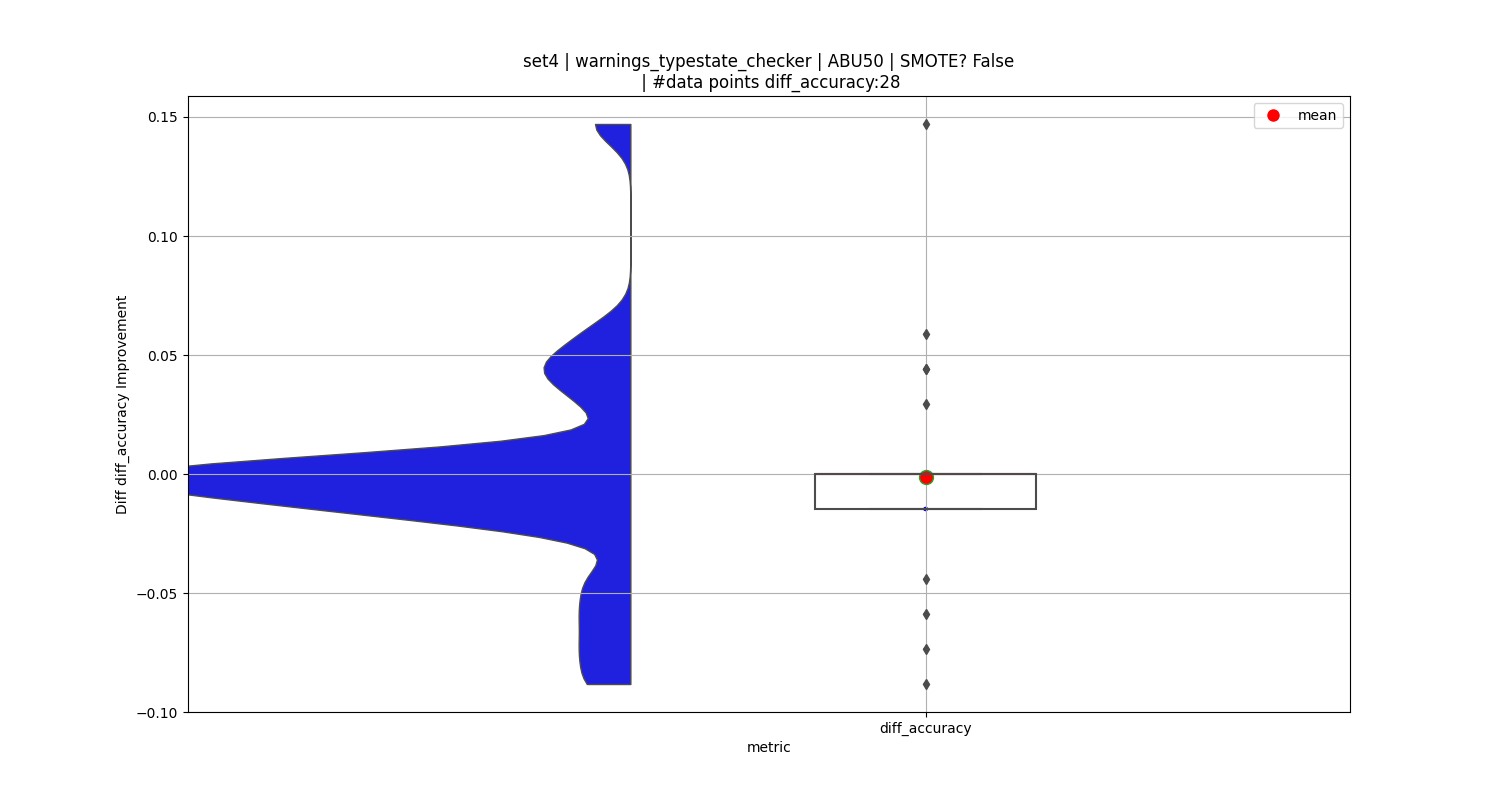 set4 | warnings_typestate_checker | ABU50 | SMOTE? False
| #data points diff_accuracy:28
mean
0.15
0.10
0.05
0.00
−0.05
−0.10
Diff diff_accuracy Improvement
diff_accuracy
metric